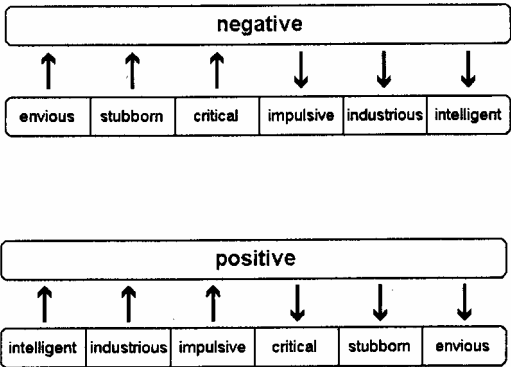 negative
envious stubborn critical impulsive industrious intelligent
positive
intelligent industrious impulsive critical stubborn envious